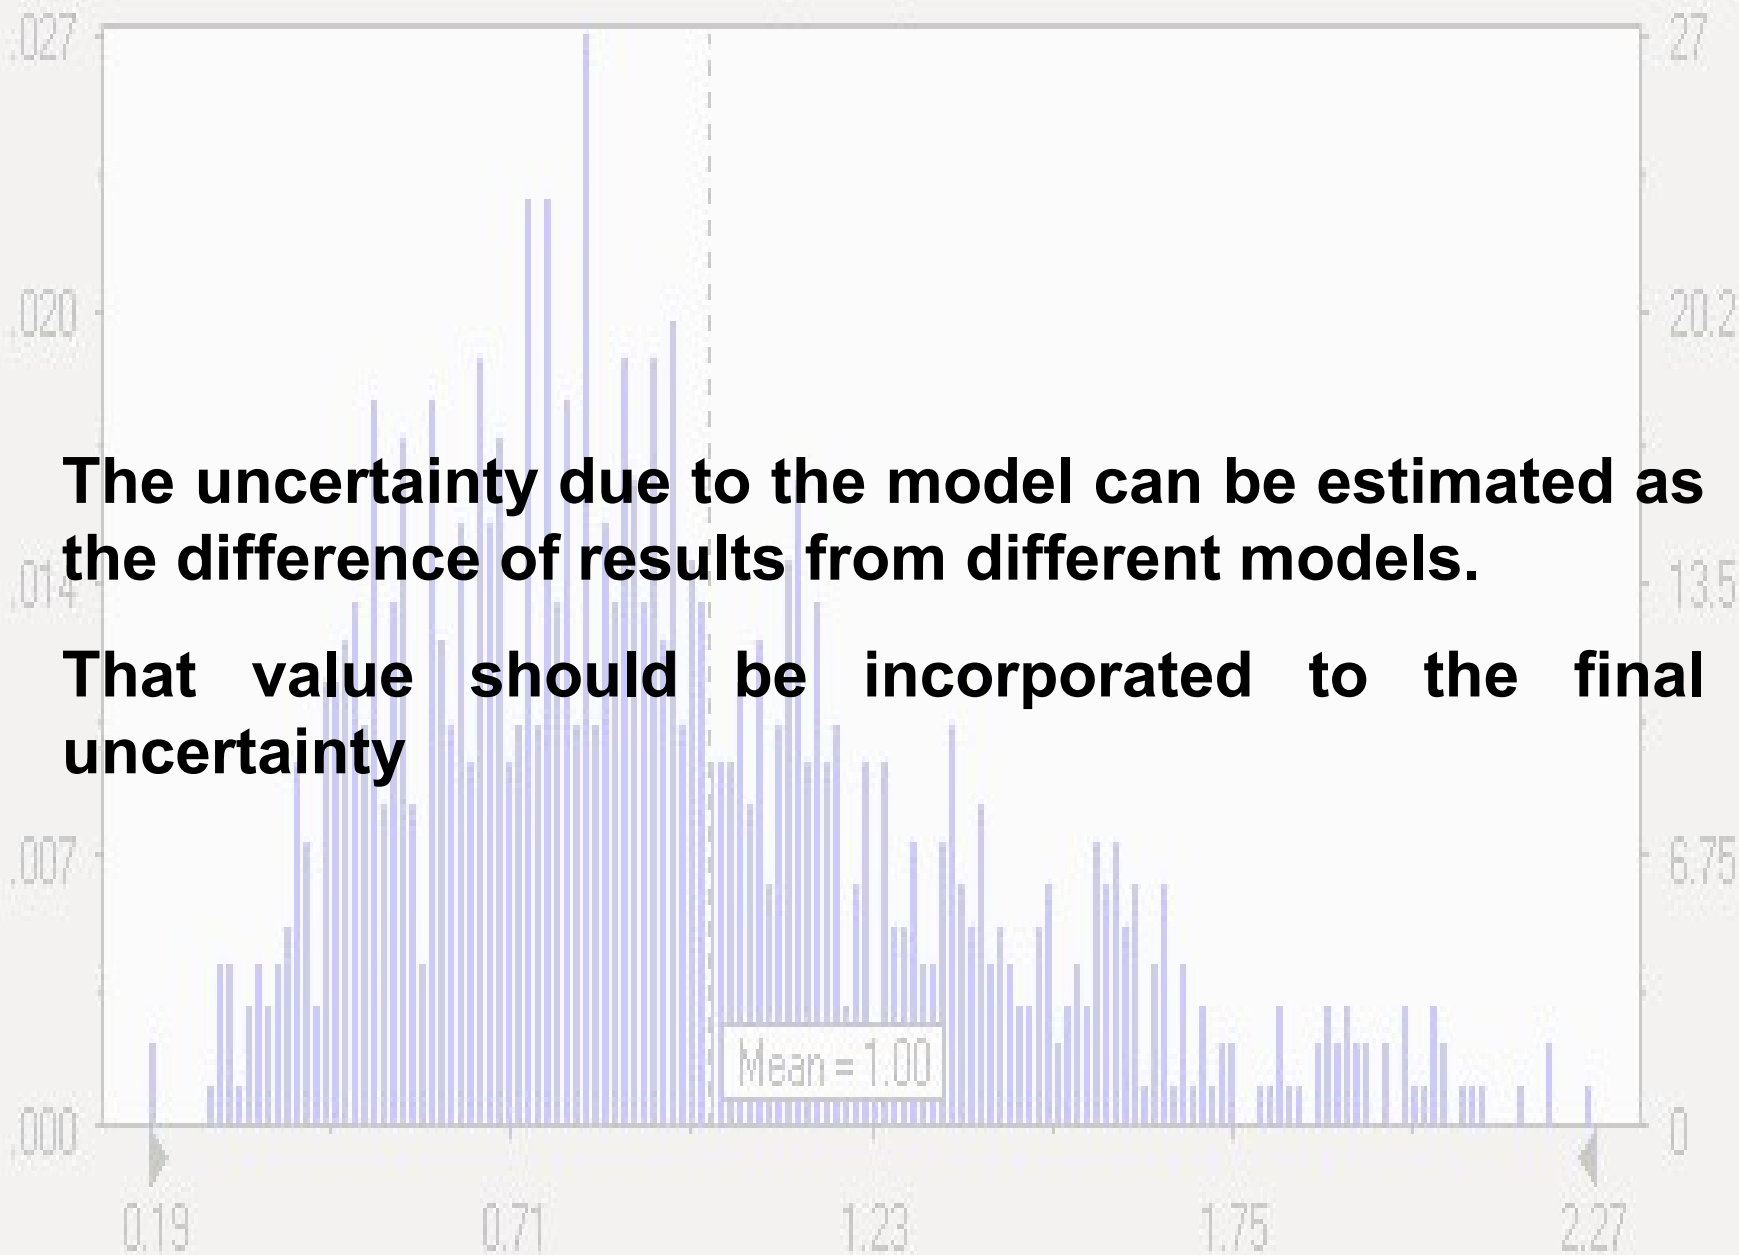 .027
27
.020
20.2
The uncertainty due to the model can be estimated as
the difference of results from different models.
.014
13.5
That value should be incorporated to the final
uncertainty
.007
6.75
Mean = 1.00
.000
0
0.19 0.71 1.23 1.75 2.27